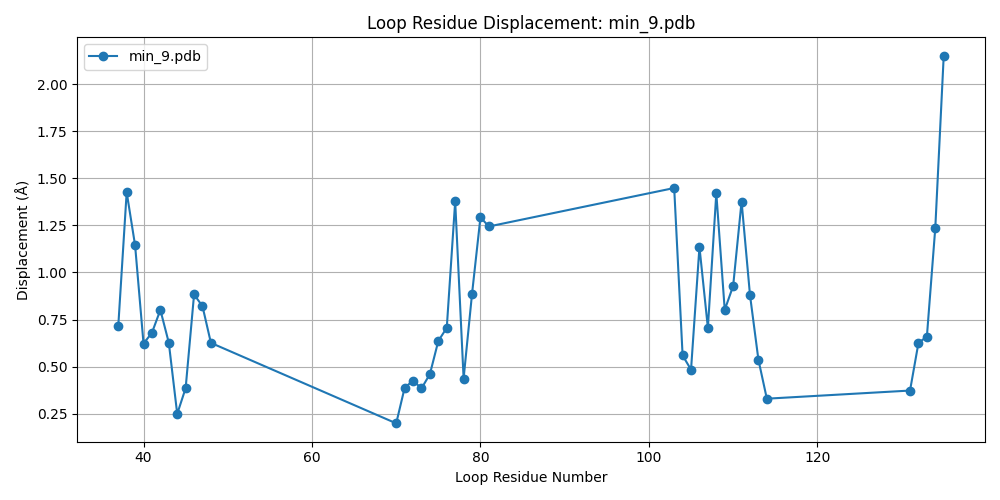 Loop Residue Displacement: min_9.pdb
min_9.pdb
2.00
1.75
1.50
1.25
1.00
0.75
0.50
0.25
Displacement (Å)
40 60 80 100 120
Loop Residue Number